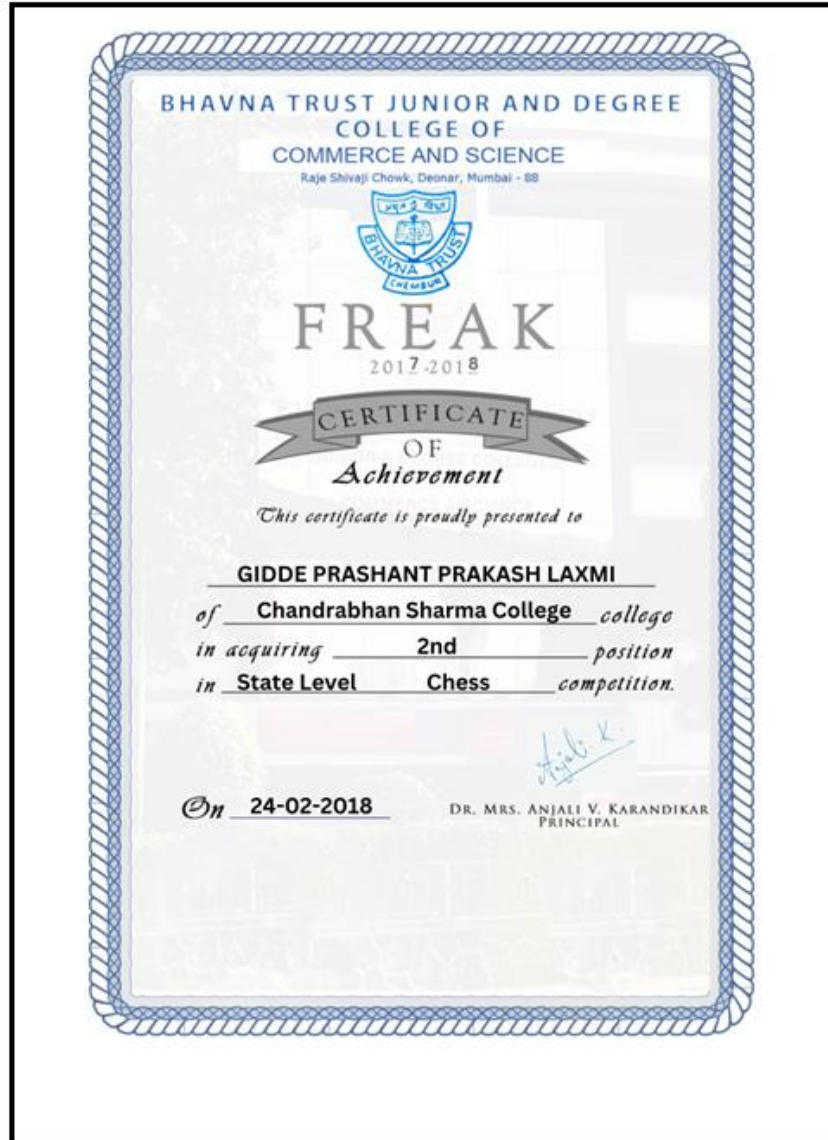 BHAVNA TRUST JUNIOR AND DEGREE
COLLEGE OF
COMMERCE AND SCIENCE
Raje Shivaji Chowk, Deonar, Mumbai - 88
BHAVNA TRUST
CHEMBUR
FREAK
2017-2018
CERTIFICATE
OF
Achievement
This certificate is proudly presented to
GIDDE PRASHANT PRAKASH LAXMI
of Chandrabhan Sharma College college
in acquiring 2nd position
in State Level Chess competition.
Anjali. K.
On 24-02-2018
DR. MRS. ANJALI V. KARANDIKAR
PRINCIPAL